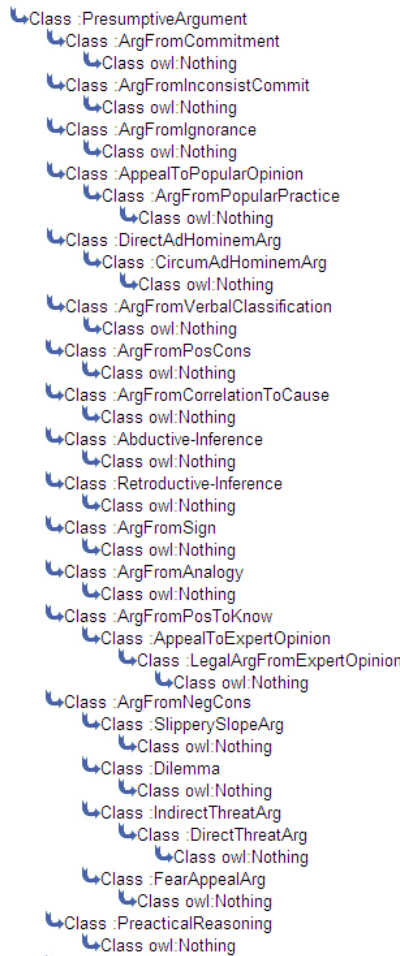 Class :PresumptiveArgument
Class :ArgFromCommitment
Class owl:Nothing
Class :ArgFromInconsistCommit
Class owl:Nothing
Class :ArgFromIgnorance
Class owl:Nothing
Class :AppealToPopularOpinion
Class :ArgFromPopularPractice
Class owl:Nothing
Class :DirectAdHominemArg
Class :CircumAdHominemArg
Class owl:Nothing
Class :ArgFromVerbalClassification
Class owl:Nothing
Class :ArgFromPosCons
Class owl:Nothing
Class :ArgFromCorrelationToCause
Class owl:Nothing
Class :Abductive-Inference
Class owl:Nothing
Class :Retroductive-Inference
Class owl:Nothing
Class :ArgFromSign
Class owl:Nothing
Class :ArgFromAnalogy
Class owl:Nothing
Class :ArgFromPosToKnow
Class :AppealToExpertOpinion
Class :LegalArgFromExpertOpinion
Class owl:Nothing
Class :ArgFromNegCons
Class :SlipperySlopeArg
Class owl:Nothing
Class :Dilemma
Class owl:Nothing
Class :IndirectThreatArg
Class :DirectThreatArg
Class owl:Nothing
Class :FearAppealArg
Class owl:Nothing
Class :PreacticalReasoning
Class owl:Nothing